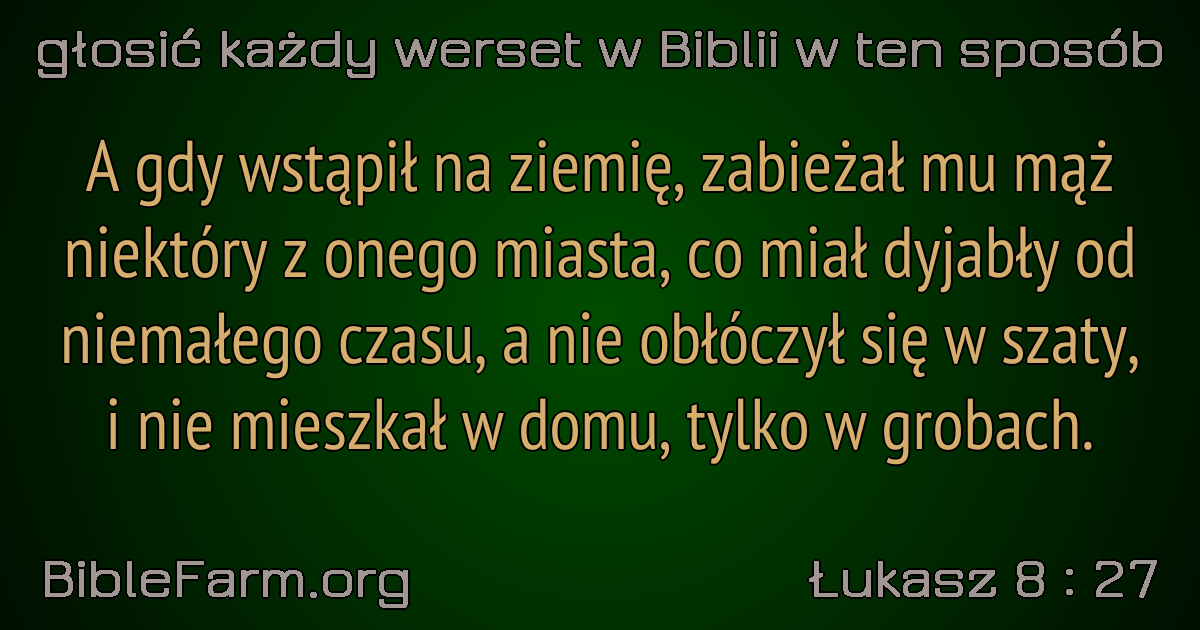 głosić każdy werset w Biblii w ten sposób
A gdy wstąpił na ziemię, zabieżał mu mąż
niektóry z onego miasta, co miał dyjabły od
niemałego czasu, a nie obłóczył się w szaty,
i nie mieszkał w domu, tylko w grobach.
BibleFarm.org
Łukasz 8 : 27